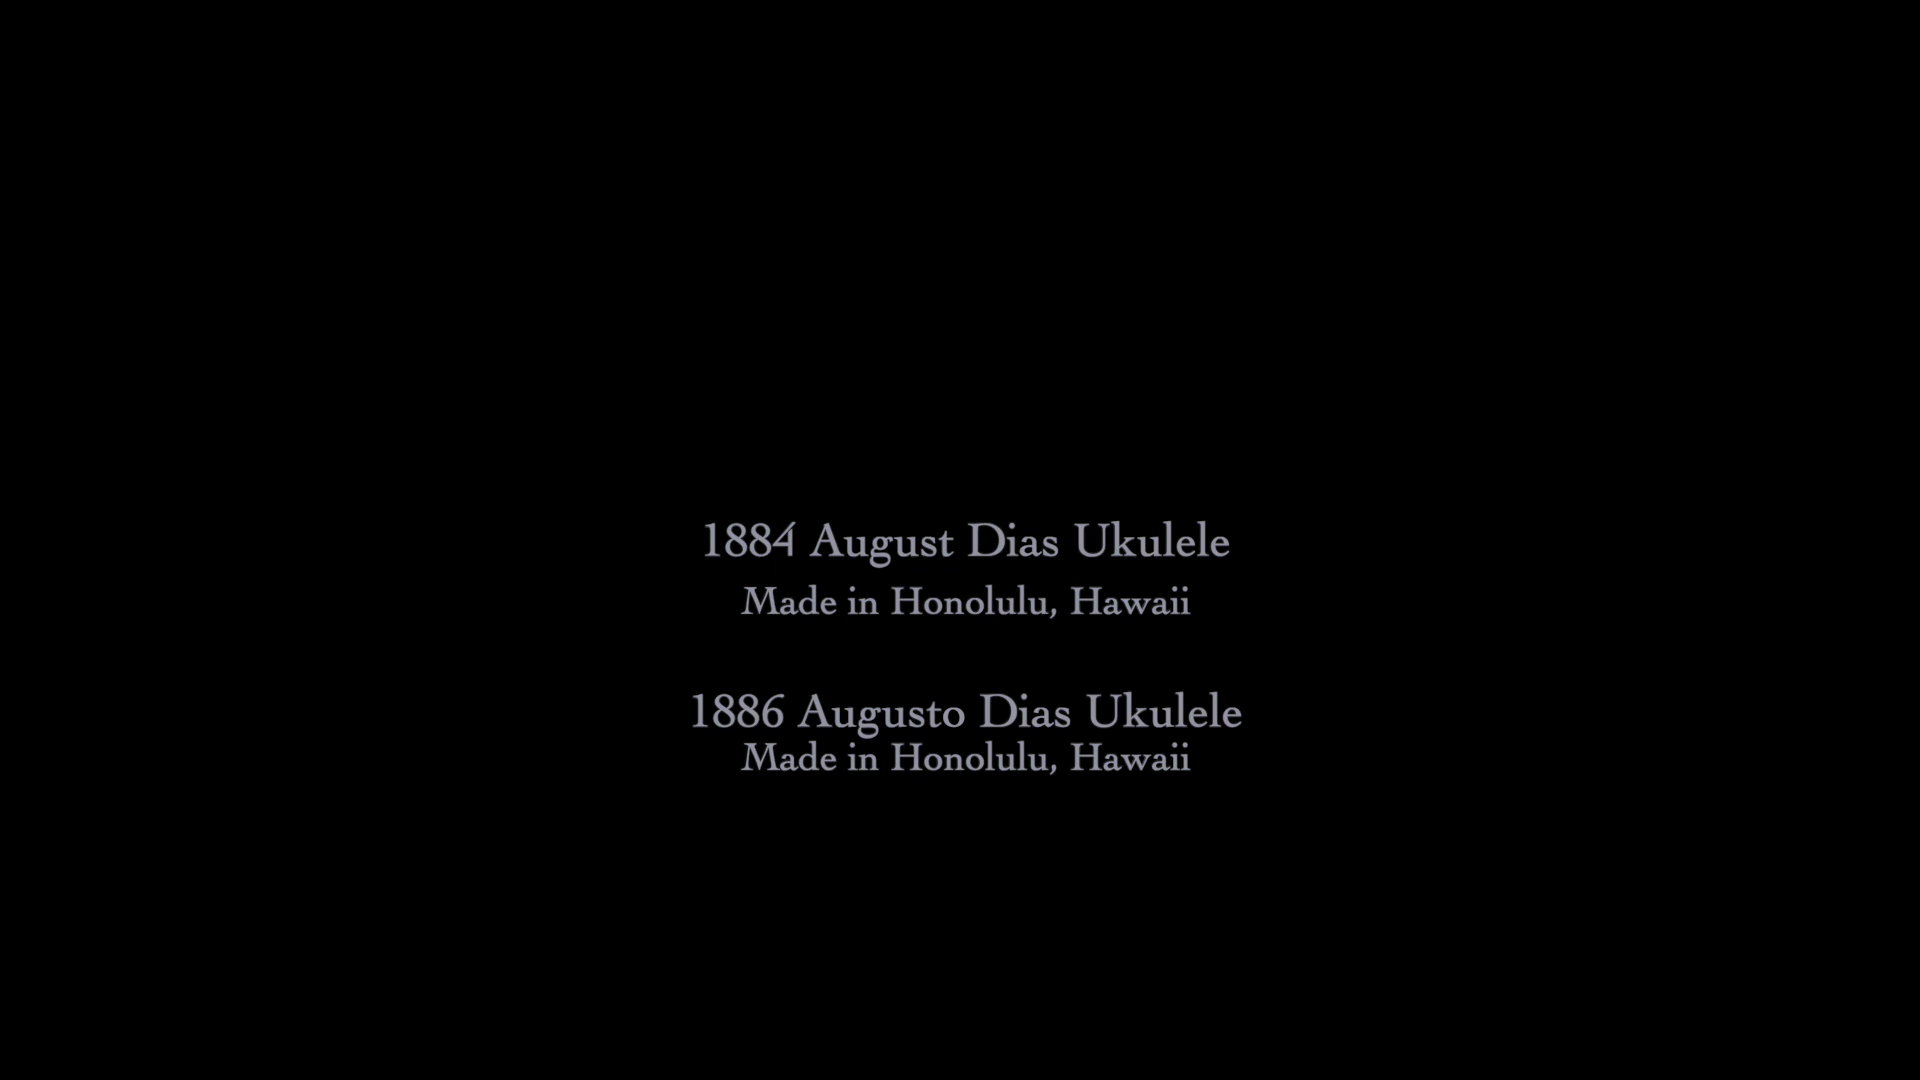 1884 August Dias Ukulele
Made in Honolulu, Hawaii
1886 Augusto Dias Ukulele
Made in Honolulu, Hawaii